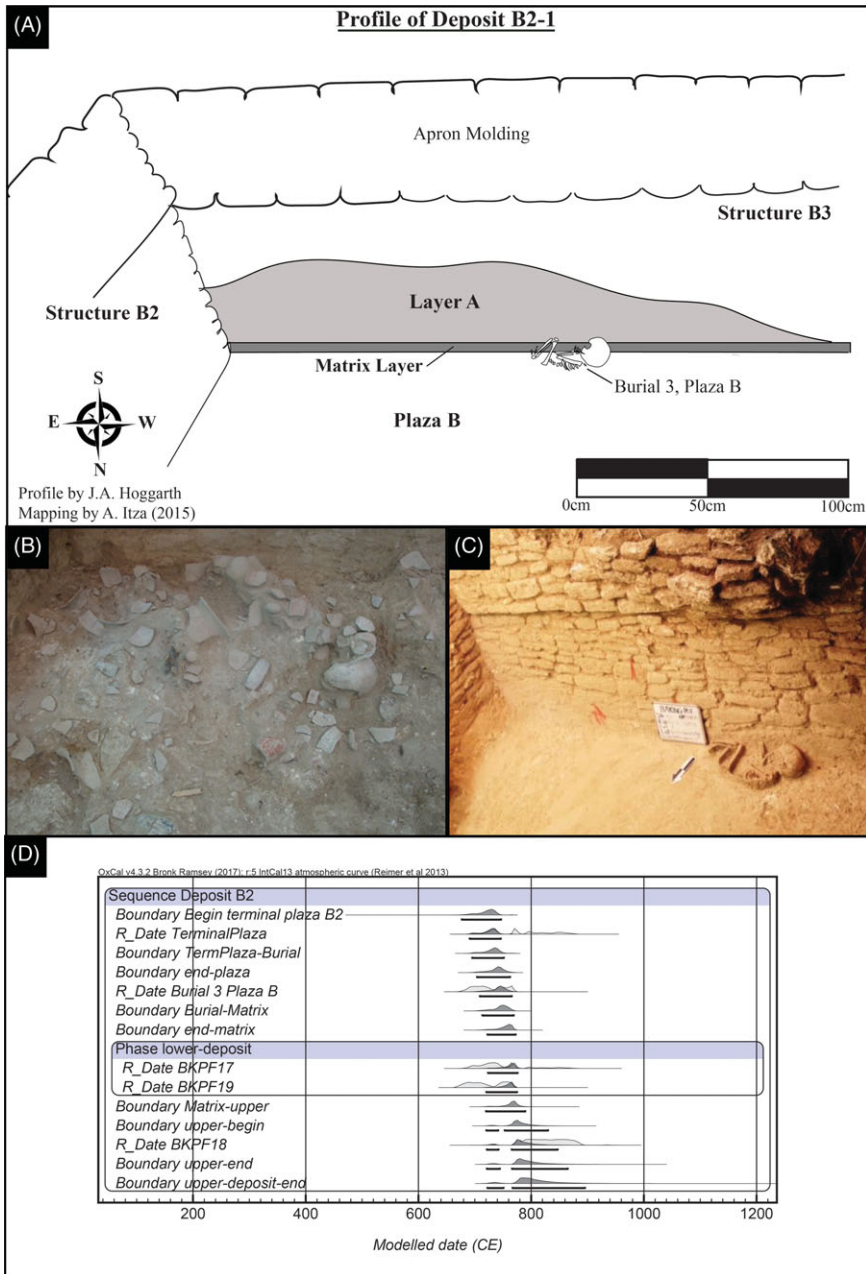 (A)
Profile of Deposit B2-1
Apron Molding
Structure B3
Structure B2
Layer A
Matrix Layer
Burial 3, Plaza B
Plaza B
S
E W
N
Profile by J.A. Hoggarth
Mapping by A. Itza (2015)
0cm 50cm 100cm
(B)
(C)
(D)
OxCal v4.3.2 Bronk Ramsey (2017); r:5 IntCal13 atmospheric curve (Reimer et al 2013)
Sequence Deposit B2
Boundary Begin terminal plaza B2
R_Date TerminalPlaza
Boundary TermPlaza-Burial
Boundary end-plaza
R_Date Burial 3 Plaza B
Boundary Burial-Matrix
Boundary end-matrix
Phase lower-deposit
R_Date BKPF17
R_Date BKPF19
Boundary Matrix-upper
Boundary upper-begin
R_Date BKPF18
Boundary upper-end
Boundary upper-deposit-end
200 400 600 800 1000 1200
Modelled date (CE)